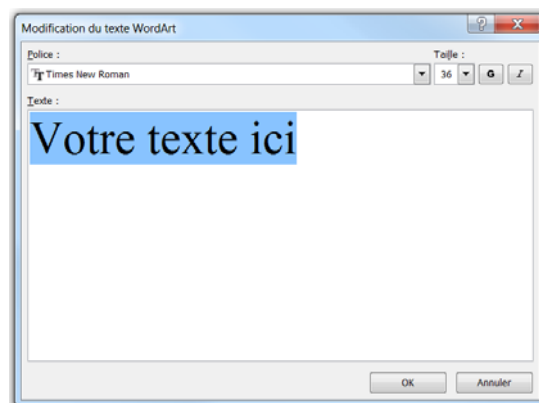 Modification du texte WordArt
Police :
Taille :
Times New Roman
36
G
I
Texte :
Votre texte ici
OK
Annuler